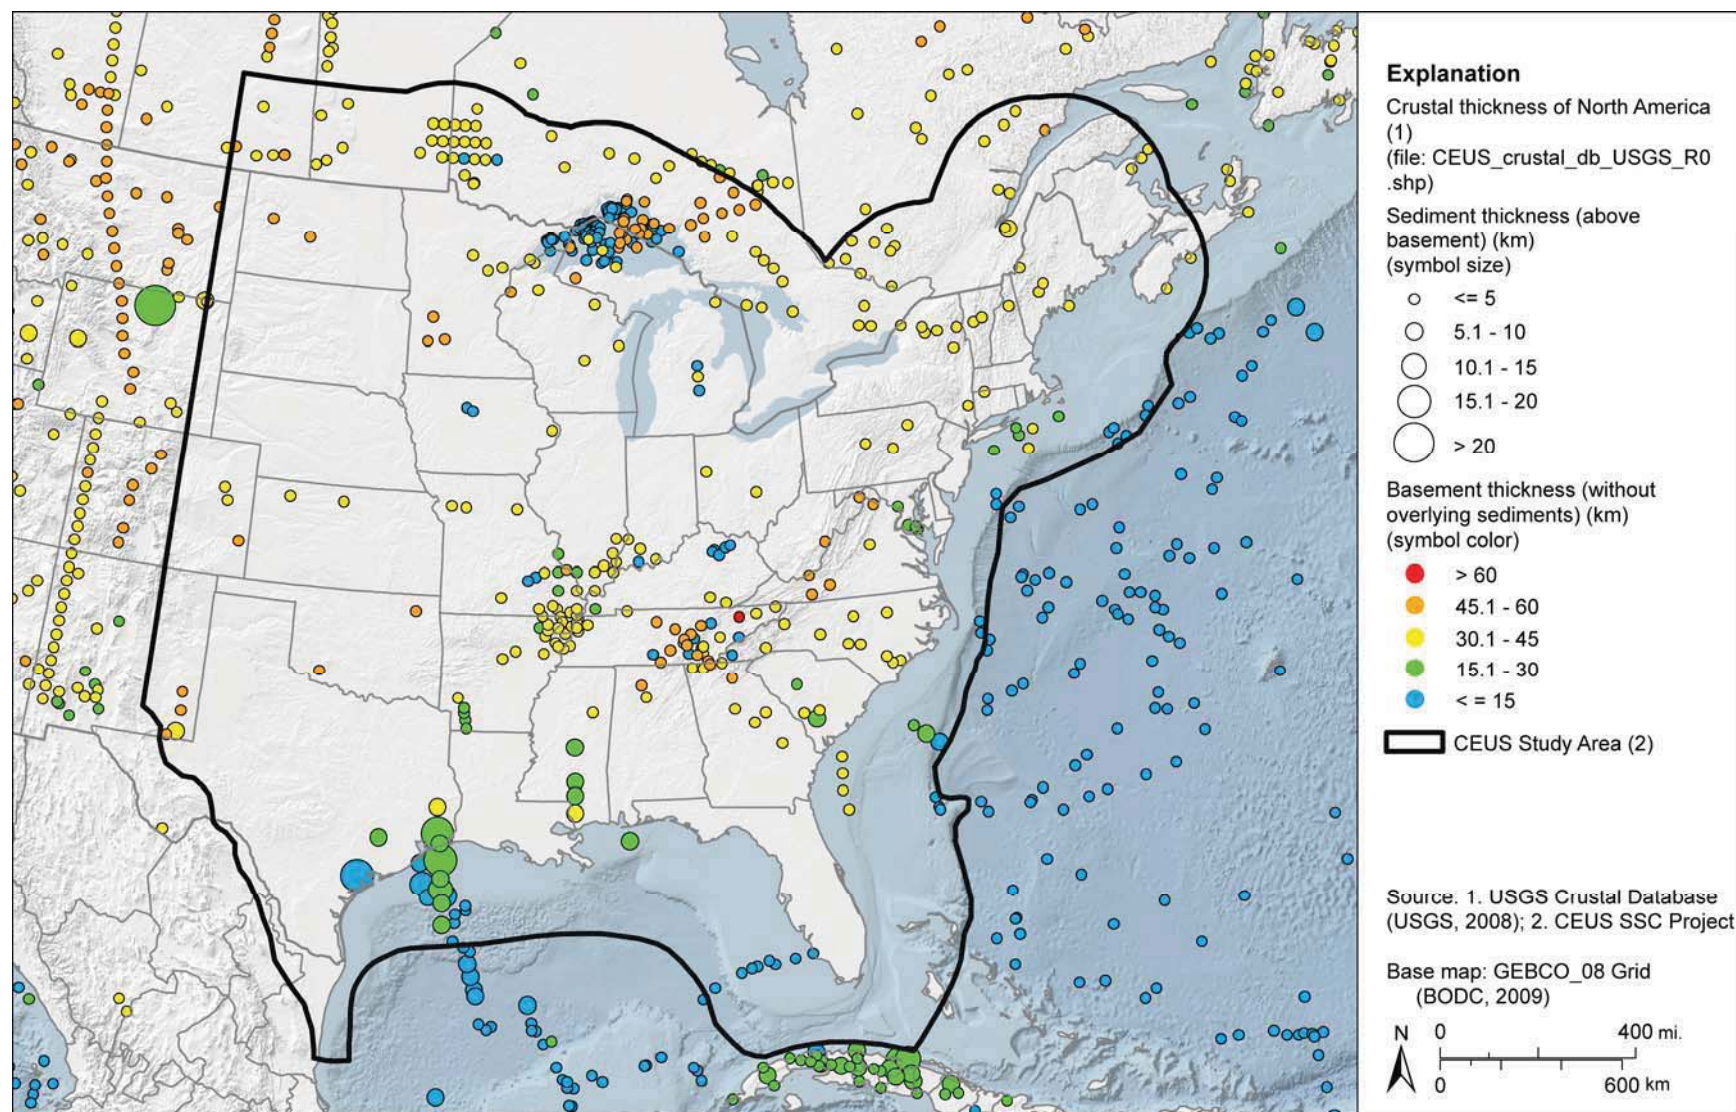 Explanation
Crustal thickness of North America
(1)
(file: CEUS_crustal_db_USGS_R0
.shp)
Sediment thickness (above
basement) (km)
(symbol size)
<= 5
5.1 - 10
10.1 - 15
15.1 - 20
> 20
Basement thickness (without
overlying sediments) (km)
(symbol color)
> 60
45.1 - 60
30.1 - 45
15.1 - 30
< = 15
CEUS Study Area (2)
Source: 1. USGS Crustal Database
(USGS, 2008); 2. CEUS SSC Project
Base map: GEBCO_08 Grid
(BODC, 2009)
N 0 400 mi.
0 600 km